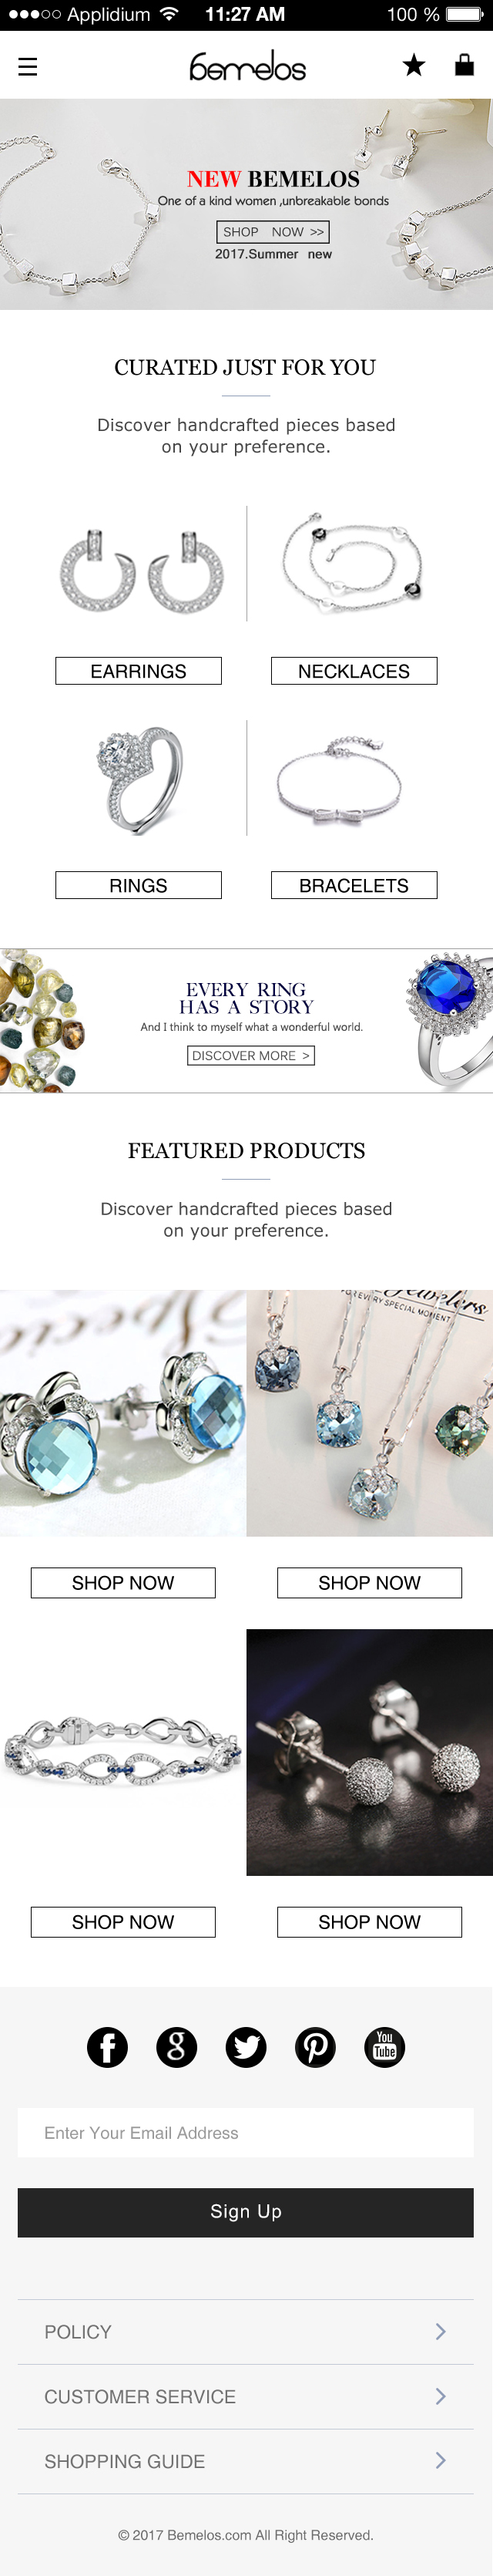 Applidium 11:27 AM 100 %
bemelos
NEW BEMELOS
One of a kind women ,unbreakable bonds
SHOP NOW >>
2017.Summer new
CURATED JUST FOR YOU
Discover handcrafted pieces based
on your preference.
EARRINGS
NECKLACES
RINGS
BRACELETS
EVERY RING
HAS A STORY
And I think to myself what a wonderful world.
DISCOVER MORE >
FEATURED PRODUCTS
Discover handcrafted pieces based
on your preference.
Jewelers
FOR EVERY SPECIAL MOMENT
SHOP NOW
SHOP NOW
SHOP NOW
SHOP NOW
You
Tube
Enter Your Email Address
Sign Up
POLICY
CUSTOMER SERVICE
SHOPPING GUIDE
© 2017 Bemelos.com All Right Reserved.